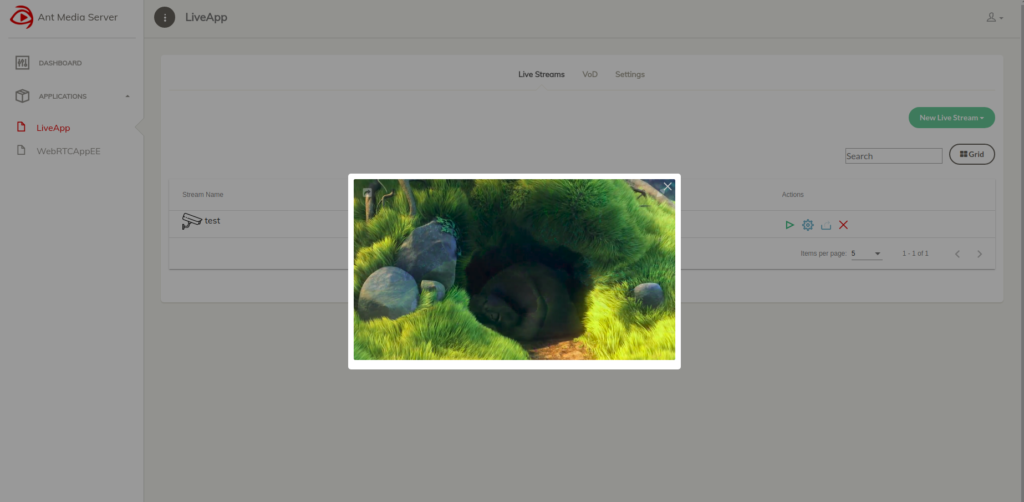 Ant Media Server
LiveApp
DASHBOARD
APPLICATIONS
LiveApp
WebRTCAppEE
Live Streams VoD Settings
New Live Stream
Search Grid
Stream Name Actions
test
Items per page: 5 1 - 1 of 1